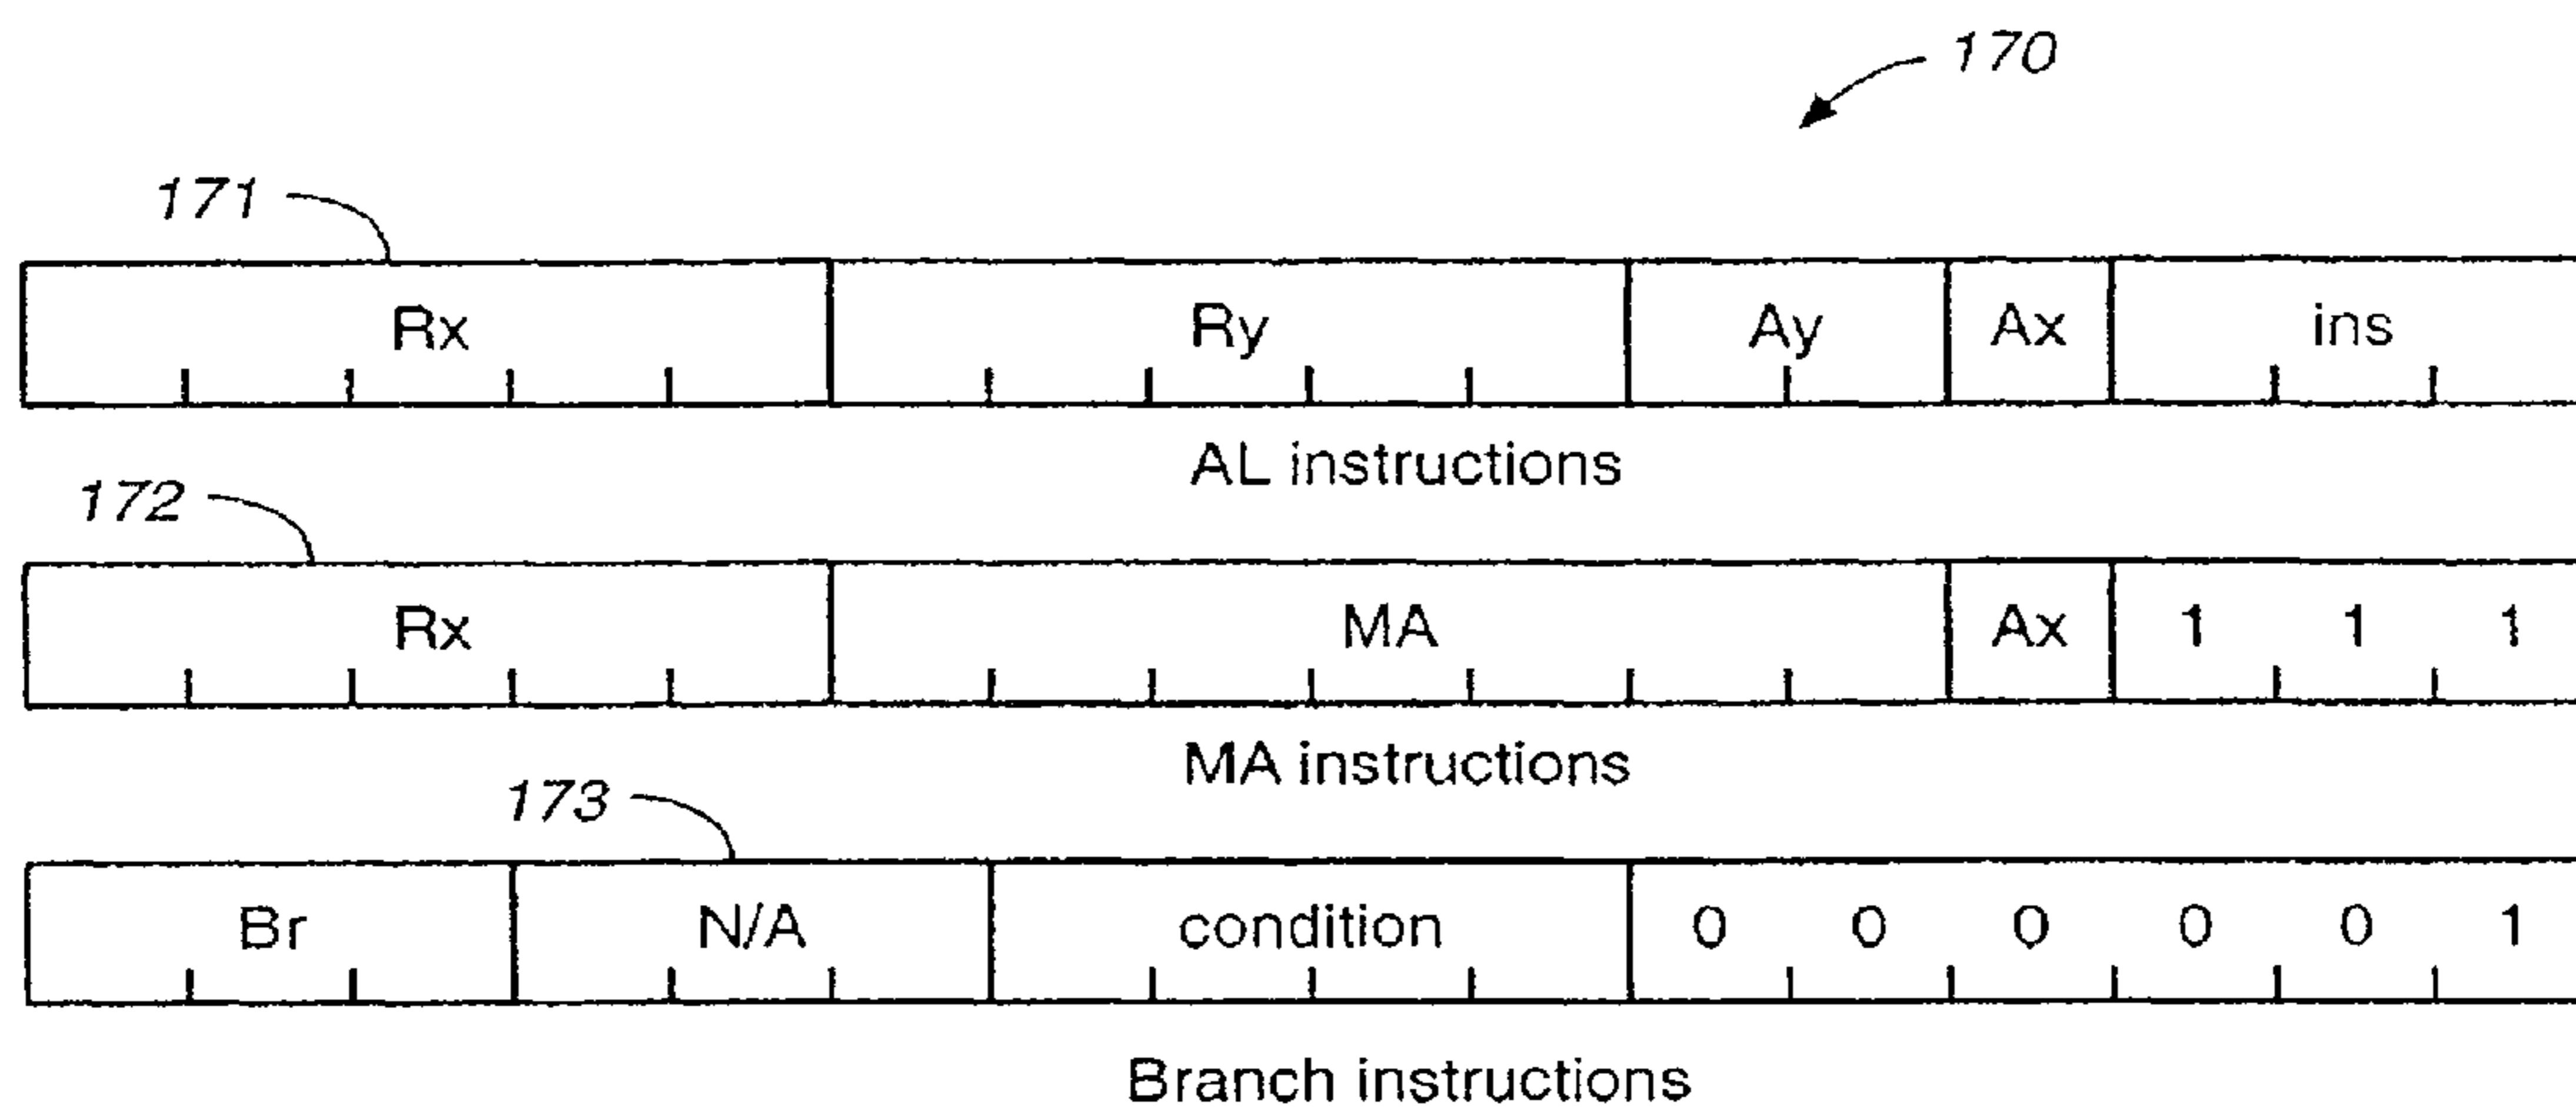 170
171
Rx Ry Ay Ax ins
AL instructions
172
Rx MA Ax 1 1 1
MA instructions
173
Br N/A condition 0 0 0 0 0 1
Branch instructions